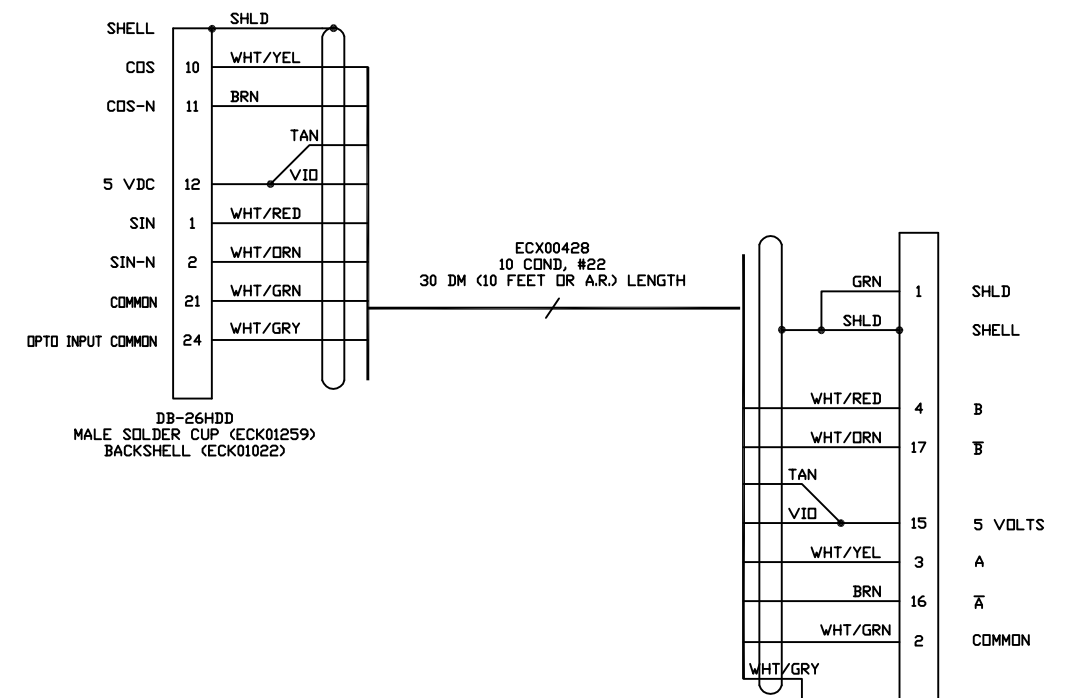 SHELL SHLD
COS 10 WHT/YEL
COS-N 11 BRN
TAN
5 VDC 12 VIO
SIN 1 WHT/RED
SIN-N 2 WHT/ORN
COMMON 21 WHT/GRN
OPTO INPUT COMMON 24 WHT/GRY
DB-26HDD
MALE SOLDER CUP (ECK01259)
BACKSHELL (ECK01022)
ECX00428
10 COND, #22
30 DM (10 FEET OR A.R.) LENGTH
GRN 1 SHLD
SHLD SHELL
WHT/RED 4 B
WHT/ORN 17 B̅
TAN
VIO 15 5 VOLTS
WHT/YEL 3 A
BRN 16 A̅
WHT/GRN 2 COMMON
WHT/GRY